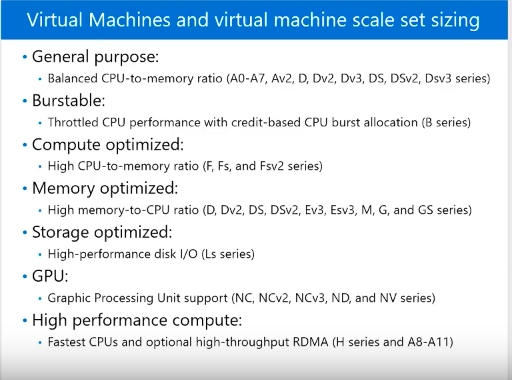 Virtual Machines and virtual machine scale set sizing
• General purpose:
• Balanced CPU-to-memory ratio (A0-A7, Av2, D, Dv2, Dv3, DS, DSv2, Dsv3 series)
• Burstable:
• Throttled CPU performance with credit-based CPU burst allocation (B series)
• Compute optimized:
• High CPU-to-memory ratio (F, Fs, and Fsv2 series)
• Memory optimized:
• High memory-to-CPU ratio (D, Dv2, DS, DSv2, Ev3, Esv3, M, G, and GS series)
• Storage optimized:
• High-performance disk I/O (Ls series)
• GPU:
• Graphic Processing Unit support (NC, NCv2, NCv3, ND, and NV series)
• High performance compute:
• Fastest CPUs and optional high-throughput RDMA (H series and A8-A11)